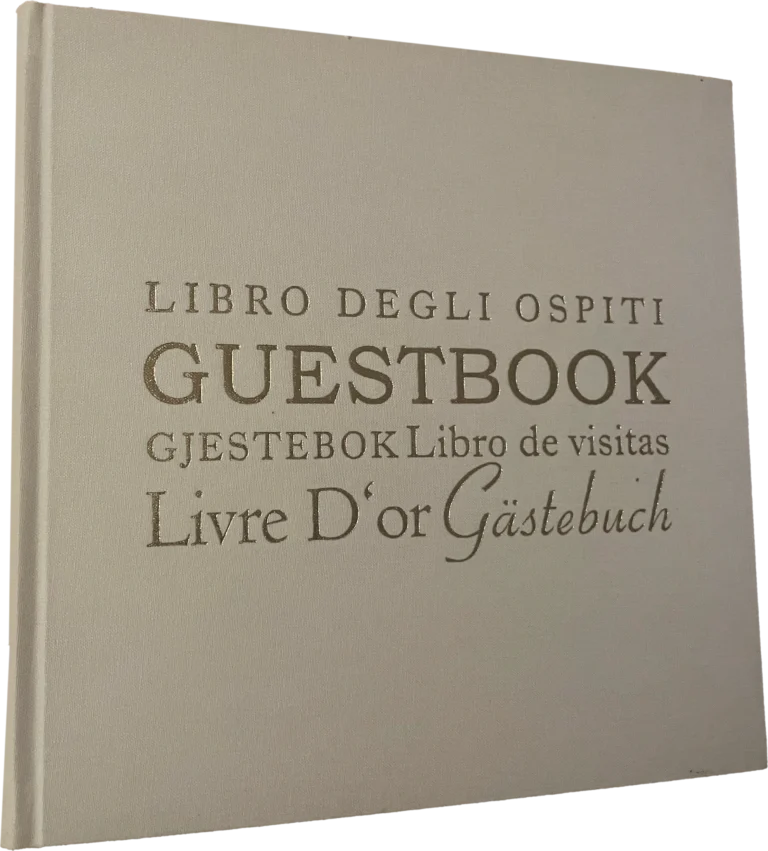 LIBRO DEGLI OSPITI
GUESTBOOK
GJESTEBOK Libro de visitas
Livre D‘or Gästebuch